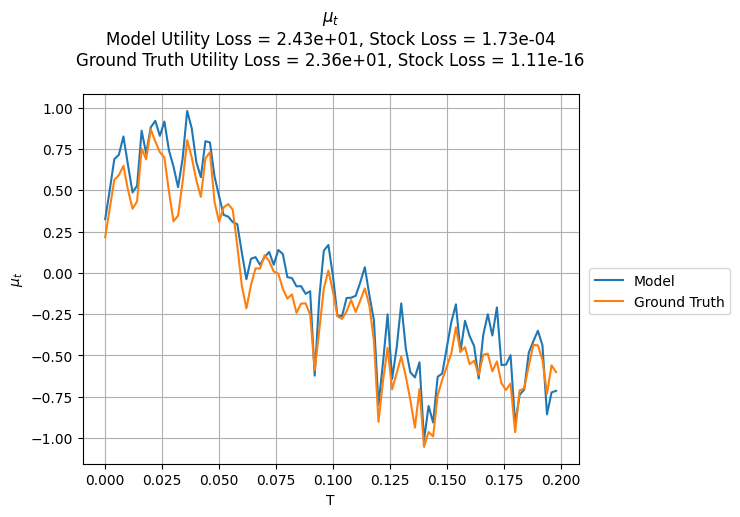 μₜ
Model Utility Loss = 2.43e+01, Stock Loss = 1.73e-04
Ground Truth Utility Loss = 2.36e+01, Stock Loss = 1.11e-16
1.00
0.75
0.50
0.25
0.00
−0.25
−0.50
−0.75
−1.00
μₜ
0.000 0.025 0.050 0.075 0.100 0.125 0.150 0.175 0.200
T
Model
Ground Truth